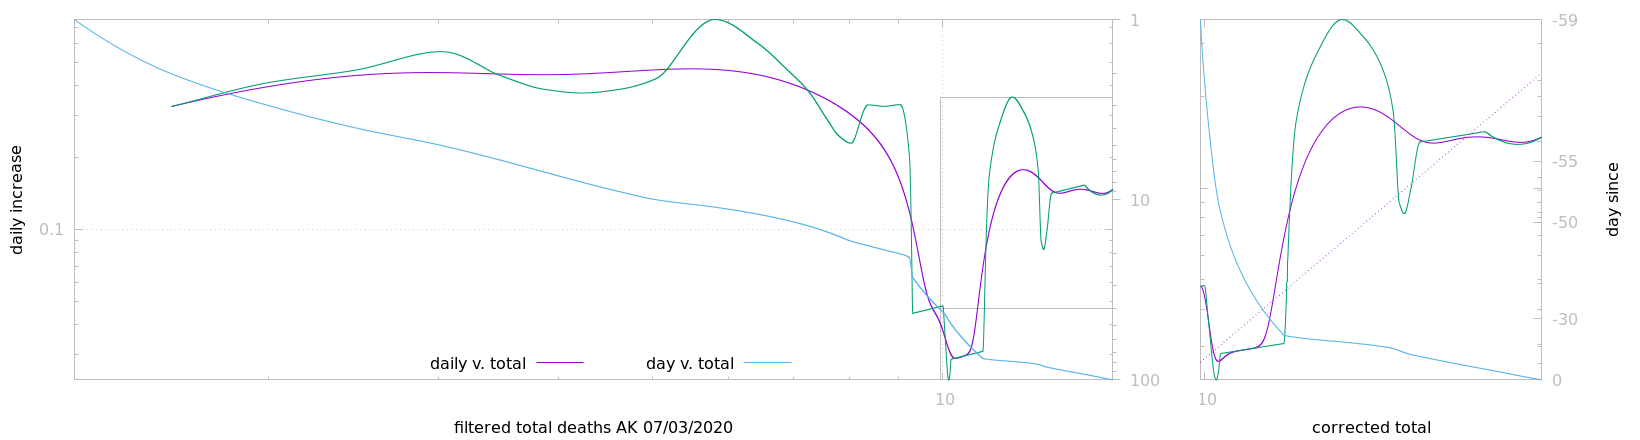 daily increase
0.1
daily v. total
day v. total
1
10
100
10
filtered total deaths AK 07/03/2020
-59
-55
-50
-30
0
day since
10
corrected total